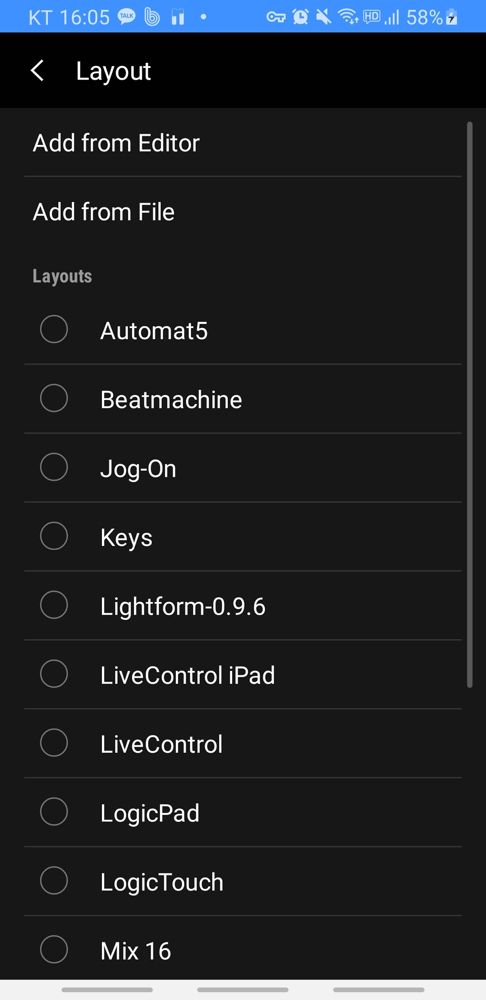 KT 16:05 TALK HD 58%
Layout
Add from Editor
Add from File
Layouts
Automat5
Beatmachine
Jog-On
Keys
Lightform-0.9.6
LiveControl iPad
LiveControl
LogicPad
LogicTouch
Mix 16